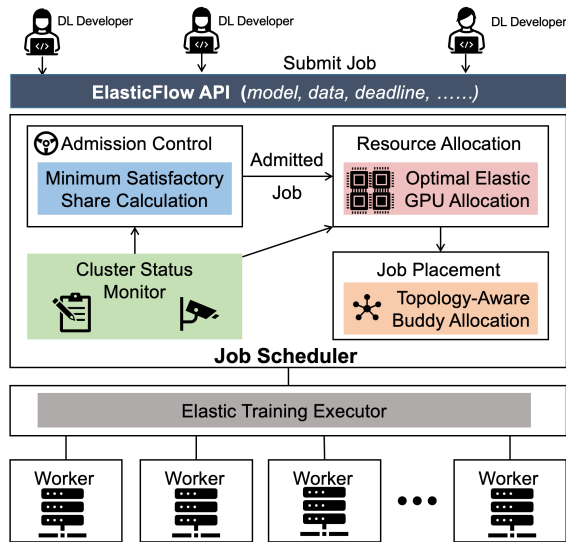 DL Developer
DL Developer
DL Developer
Submit Job
ElasticFlow API (model, data, deadline, ……)
Admission Control
Minimum Satisfactory
Share Calculation
Admitted
Job
Resource Allocation
Optimal Elastic
GPU Allocation
Cluster Status
Monitor
Job Placement
Topology-Aware
Buddy Allocation
Job Scheduler
Elastic Training Executor
Worker
Worker
Worker
Worker